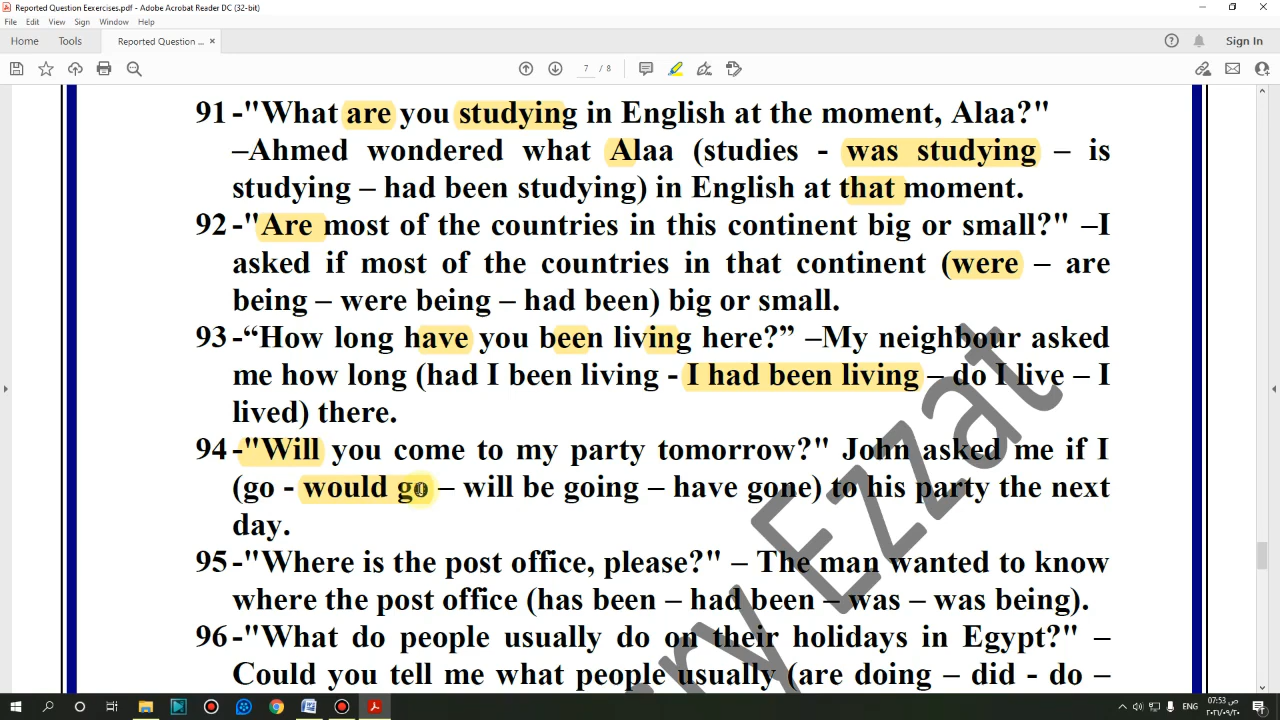 Reported Question Eexercises.pdf - Adobe Acrobat Reader DC (32-bit)
File Edit View Sign Window Help
Home Tools Reported Question ... × Sign In
7 / 8
91 -"What are you studying in English at the moment, Alaa?"
–Ahmed wondered what Alaa (studies - was studying – is
studying – had been studying) in English at that moment.
92 -"Are most of the countries in this continent big or small?" –I
asked if most of the countries in that continent (were – are
being – were being – had been) big or small.
93 -“How long have you been living here?” –My neighbour asked
me how long (had I been living - I had been living – do I live – I
lived) there.
94 -"Will you come to my party tomorrow?" John asked me if I
(go - would go – will be going – have gone) to his party the next
day.
95 -"Where is the post office, please?" – The man wanted to know
where the post office (has been – had been – was – was being).
96 -"What do people usually do on their holidays in Egypt?" –
Could you tell me what people usually (are doing – did - do –
ry Ezzat
ENG
07:53 ص
٢٠٢١/٠٩/٢٠